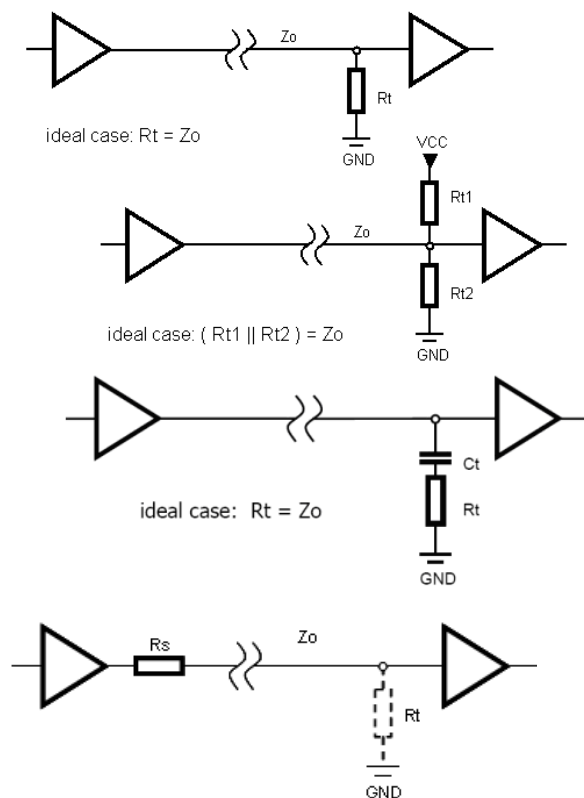 Zo
Rt
ideal case: Rt = Zo
GND
VCC
Rt1
Zo
Rt2
ideal case: ( Rt1 || Rt2 ) = Zo
GND
Ct
ideal case: Rt = Zo
Rt
GND
Rs
Zo
Rt
GND